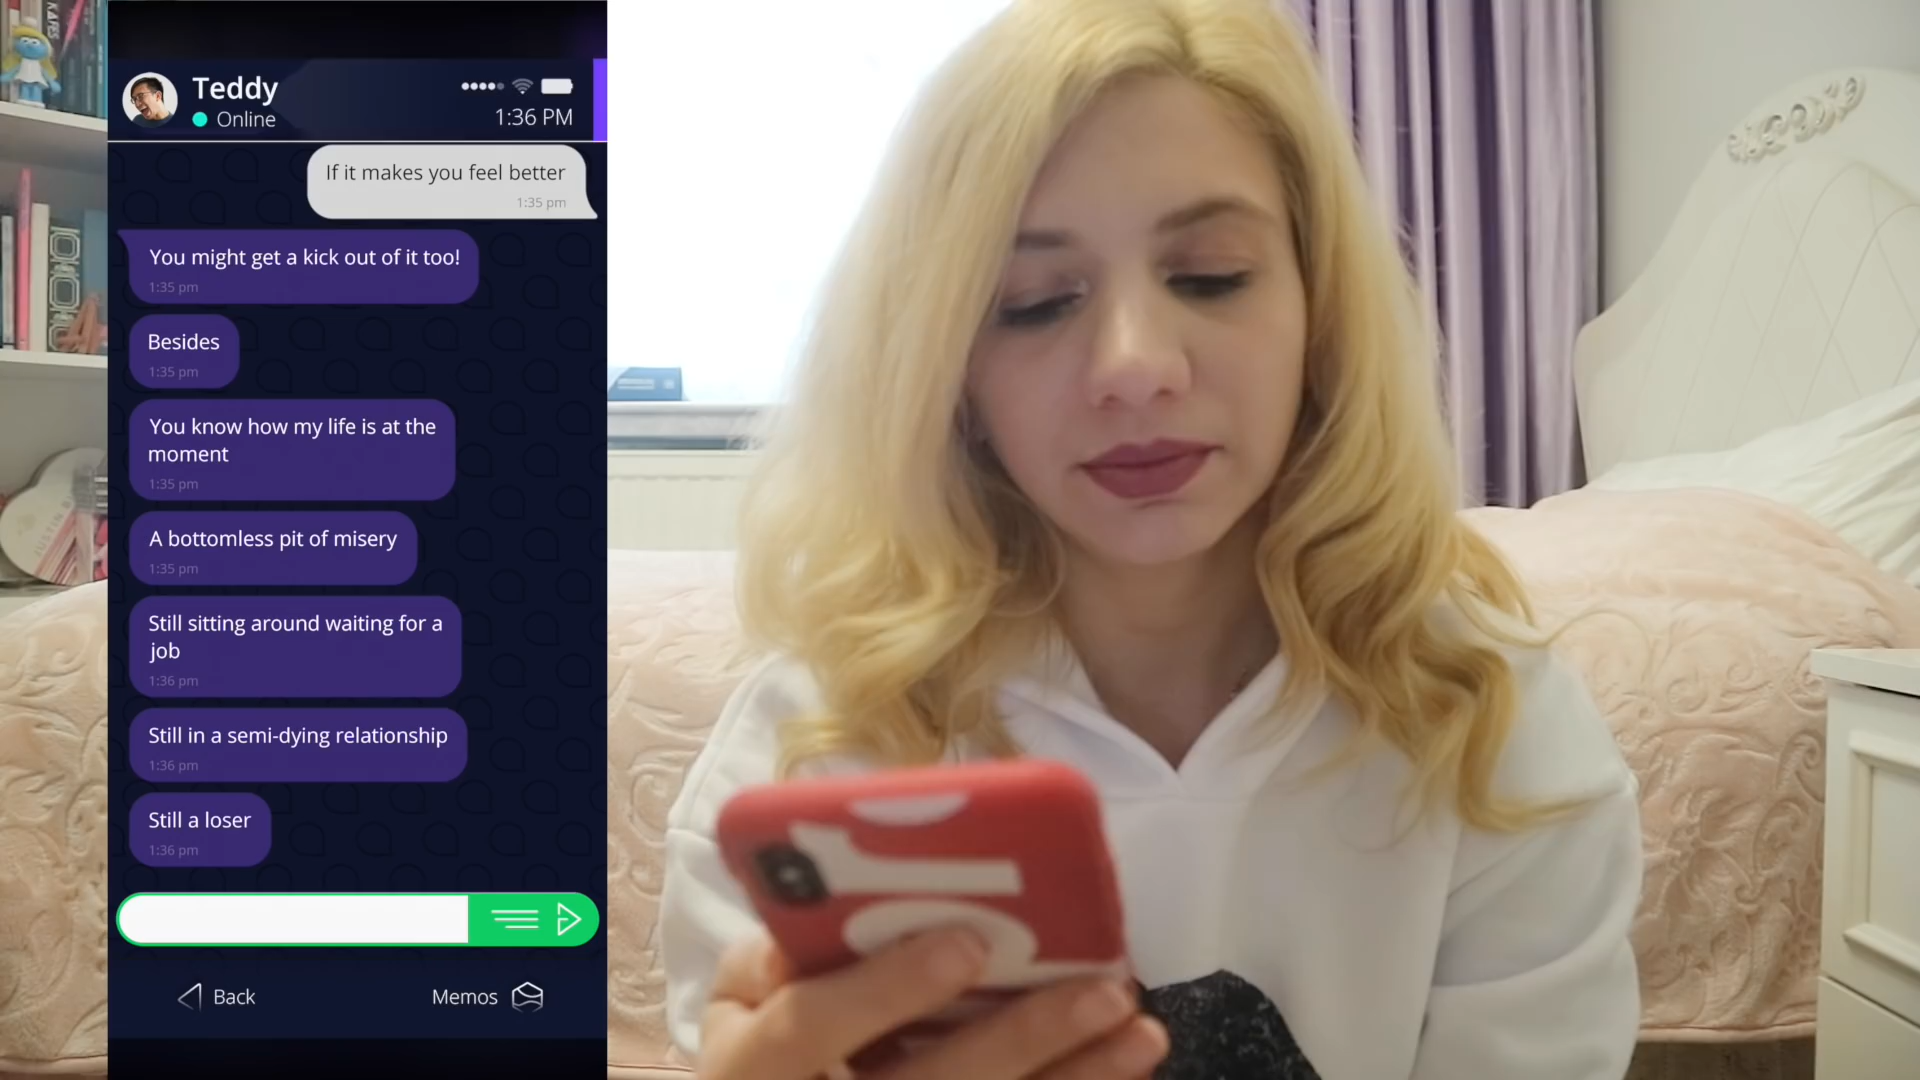 Teddy
Online
1:36 PM
If it makes you feel better
1:35 pm
You might get a kick out of it too!
1:35 pm
Besides
1:35 pm
You know how my life is at the
moment
1:35 pm
A bottomless pit of misery
1:35 pm
Still sitting around waiting for a
job
1:36 pm
Still in a semi-dying relationship
1:36 pm
Still a loser
1:36 pm
Back
Memos